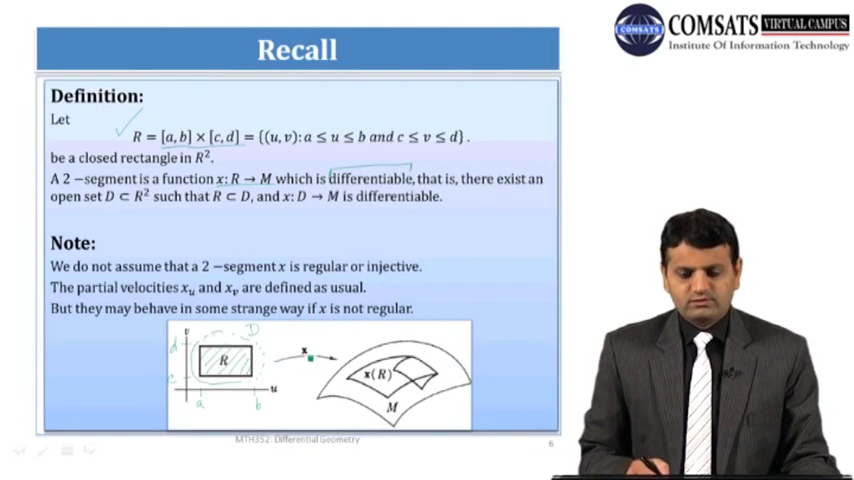 COMSATS VIRTUAL CAMPUS
COMSATS
Institute Of Information Technology
Recall
Definition:
Let
R = [a, b] × [c, d] = {(u, v): a ≤ u ≤ b and c ≤ v ≤ d} .
be a closed rectangle in R².
A 2 −segment is a function x: R → M which is differentiable, that is, there exist an
open set D ⊂ R² such that R ⊂ D, and x: D → M is differentiable.
Note:
We do not assume that a 2 −segment x is regular or injective.
The partial velocities xᵤ and xᵥ are defined as usual.
But they may behave in some strange way if x is not regular.
v
D
d
R
c
a
b
u
x
x(R)
M
MTH352: Differential Geometry
6